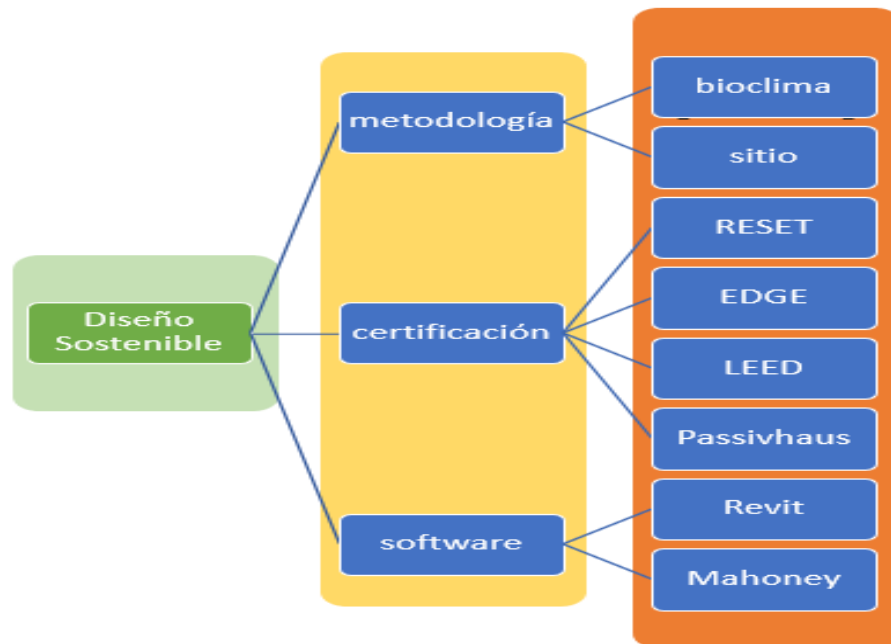 Diseño
Sostenible
metodología
certificación
software
bioclima
sitio
RESET
EDGE
LEED
Passivhaus
Revit
Mahoney